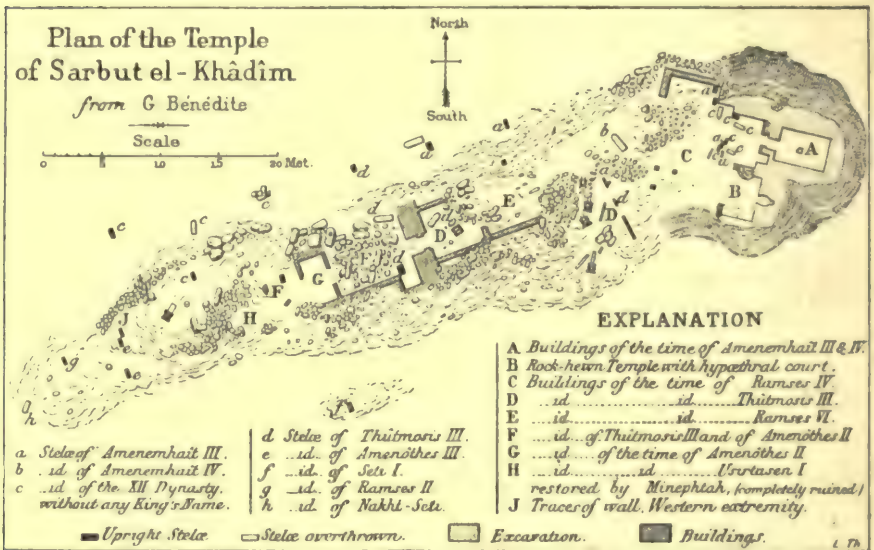 Plan of the Temple
of Sarbut el-Khâdîm
from G Bénédite
Scale
0 5 10 15 20 Met.
North
South
a
b
c
d
e
f
g
h
A
B
C
D
E
F
G
H
J
EXPLANATION
A Buildings of the time of Amenemhaît III & IV.
B Rock-hewn Temple with hypæthral court.
C Buildings of the time of Ramses IV.
D ...id ......... id ......... Thûtmosis III.
E ...id ......... id ......... Ramses VI.
F ...id... of Thûtmosis III and of Amenôthes II
G ...id ... of the time of Amenôthes II
H ...id ......... id ......... Usirtasen I
restored by Minephtah, (completely ruined)
J Traces of wall, Western extremity.
a Stelæ of Amenemhaït III.
b ..id of Amenemhaït IV.
c ..id of the XII Dynasty.
without any King's Name.
d Stelæ of Thûtmosis III.
e ..id.. of Amenôthes III.
f ..id.. of Seti I.
g ..id.. of Ramses II
h ..id. of Nakht-Seti.
Upright Stelæ. Stelæ overthrown. Excavation. Buildings.
L Th